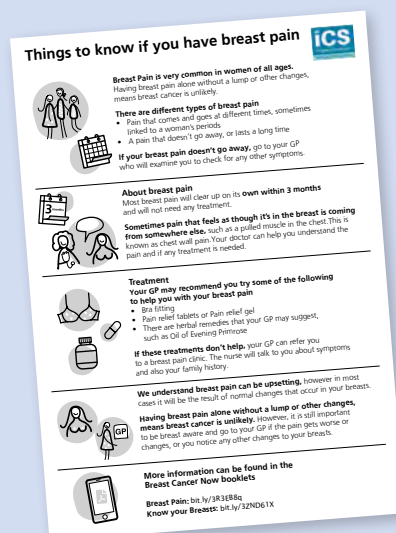 Things to know if you have breast pain
iCS
Breast Pain is very common in women of all ages.
Having breast pain alone without a lump or other changes,
means breast cancer is unlikely.
There are different types of breast pain
• Pain that comes and goes at different times, sometimes
linked to a woman's periods
• A pain that doesn't go away, or lasts a long time
If your breast pain doesn't go away, go to your GP
who will examine you to check for any other symptoms.
3
About breast pain
Most breast pain will clear up on its own within 3 months
and will not need any treatment.
Sometimes pain that feels as though it's in the breast is coming
from somewhere else, such as a pulled muscle in the chest.This is
known as chest wall pain.Your doctor can help you understand the
pain and if any treatment is needed.
Treatment
Your GP may recommend you try some of the following
to help you with your breast pain
• Bra fitting
• Pain relief tablets or Pain relief gel
• There are herbal remedies that your GP may suggest,
such as Oil of Evening Primrose
If these treatments don't help, your GP can refer you
to a breast pain clinic. The nurse will talk to you about symptoms
and also your family history.
We understand breast pain can be upsetting, however in most
cases it will be the result of normal changes that occur in your breasts.
GP
Having breast pain alone without a lump or other changes,
means breast cancer is unlikely. However, it is still important
to be breast aware and go to your GP if the pain gets worse or
changes, or you notice any other changes to your breasts.
More information can be found in the
Breast Cancer Now booklets
Breast Pain: bit.ly/3R3EB8q
Know your Breasts: bit.ly/3ZND61X